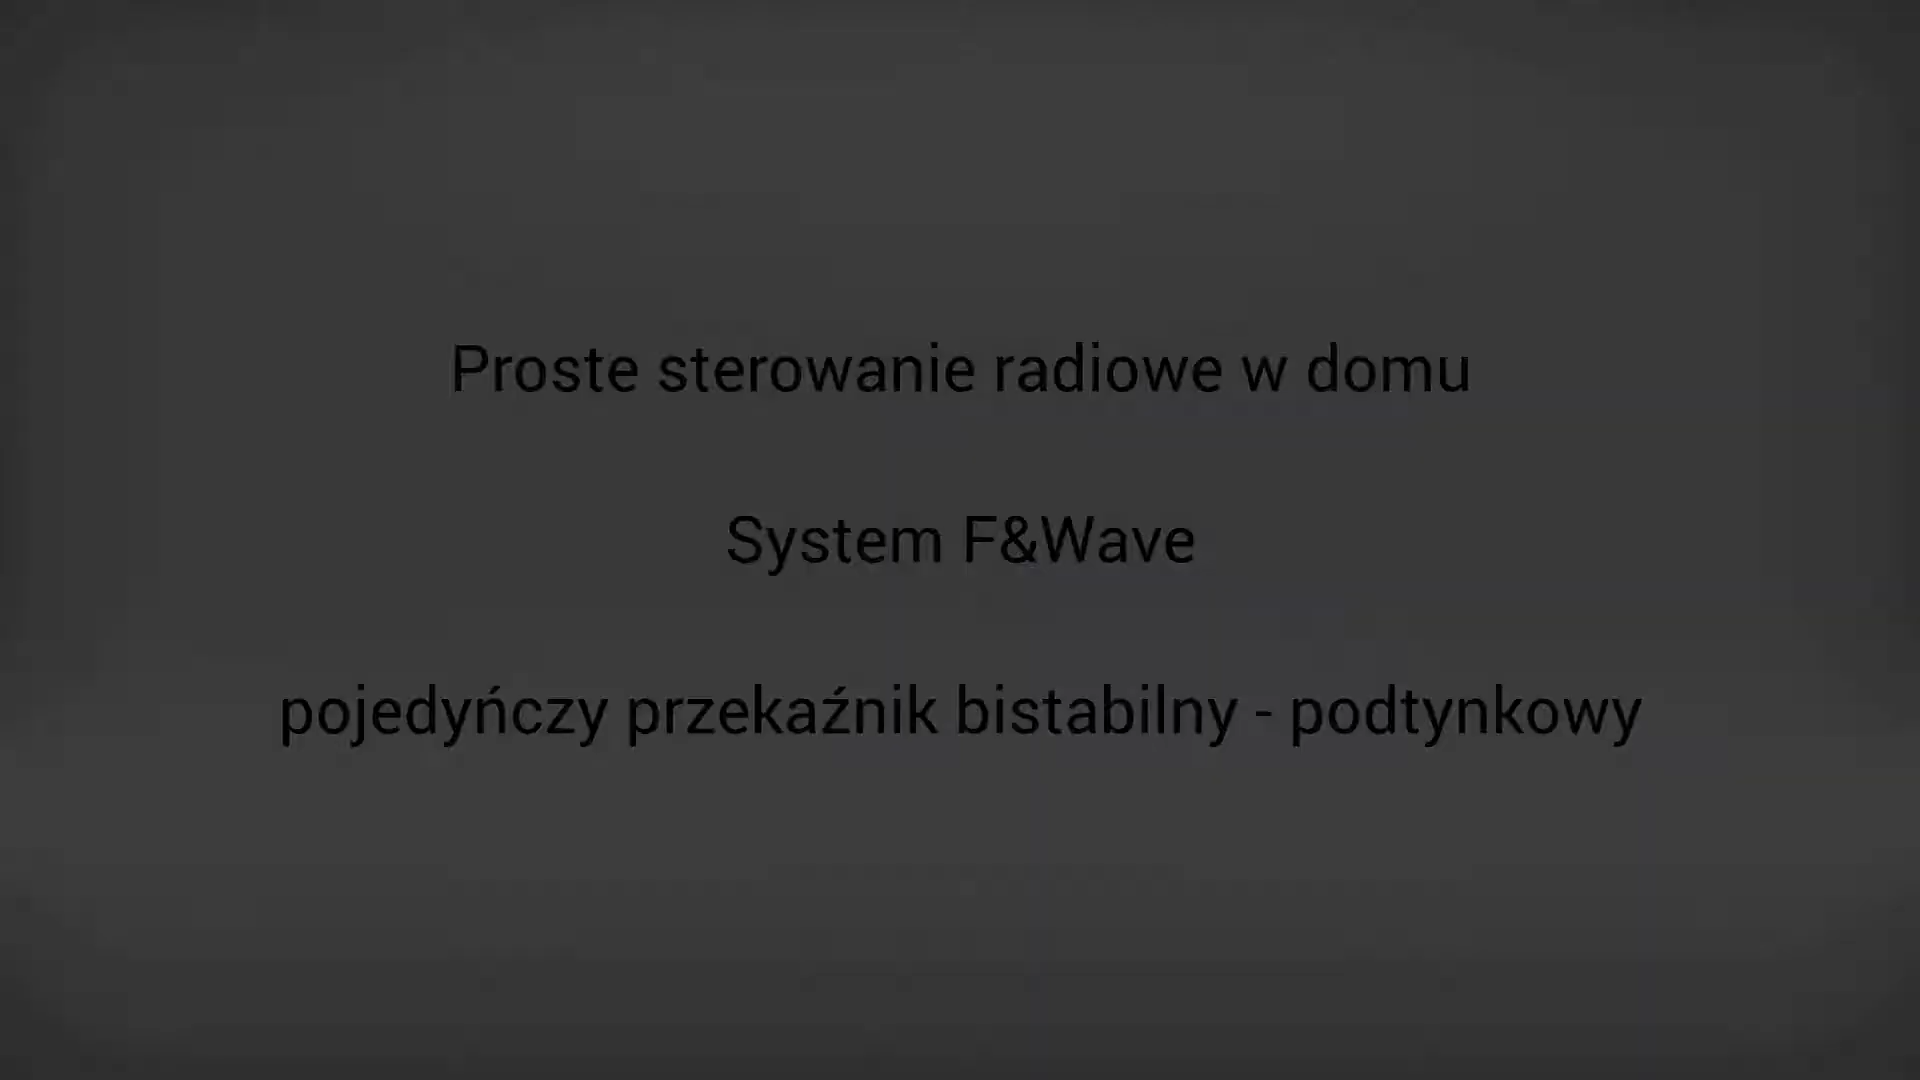 Proste sterowanie radiowe w domu
System F&Wave
pojedyńczy przekaźnik bistabilny - podtynkowy